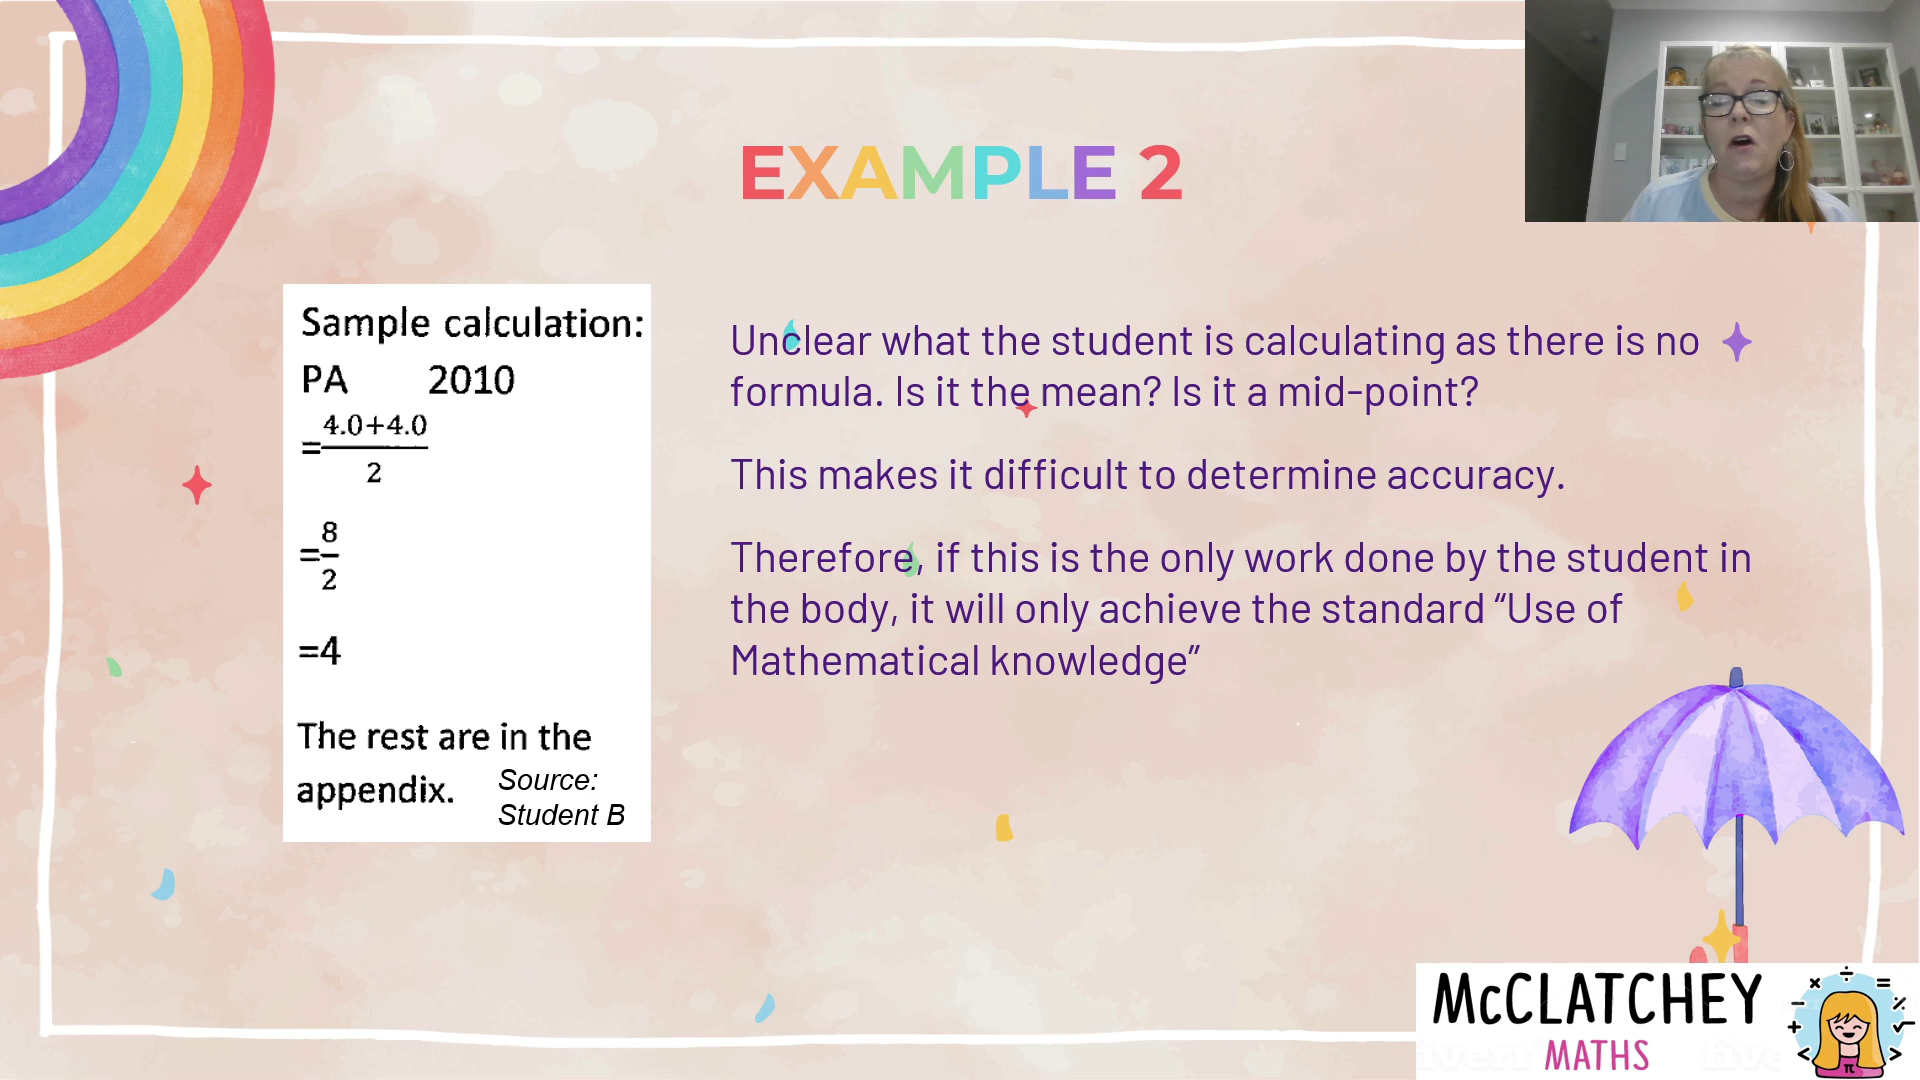 EXAMPLE 2
Sample calculation:
PA 2010
=\frac{4.0+4.0}{2}
=\frac{8}{2}
=4
The rest are in the
appendix.
Source:
Student B
Unclear what the student is calculating as there is no
formula. Is it the mean? Is it a mid-point?
This makes it difficult to determine accuracy.
Therefore, if this is the only work done by the student in
the body, it will only achieve the standard “Use of
Mathematical knowledge”
McCLATCHEY
MATHS
× ÷ = − % + √ < > π